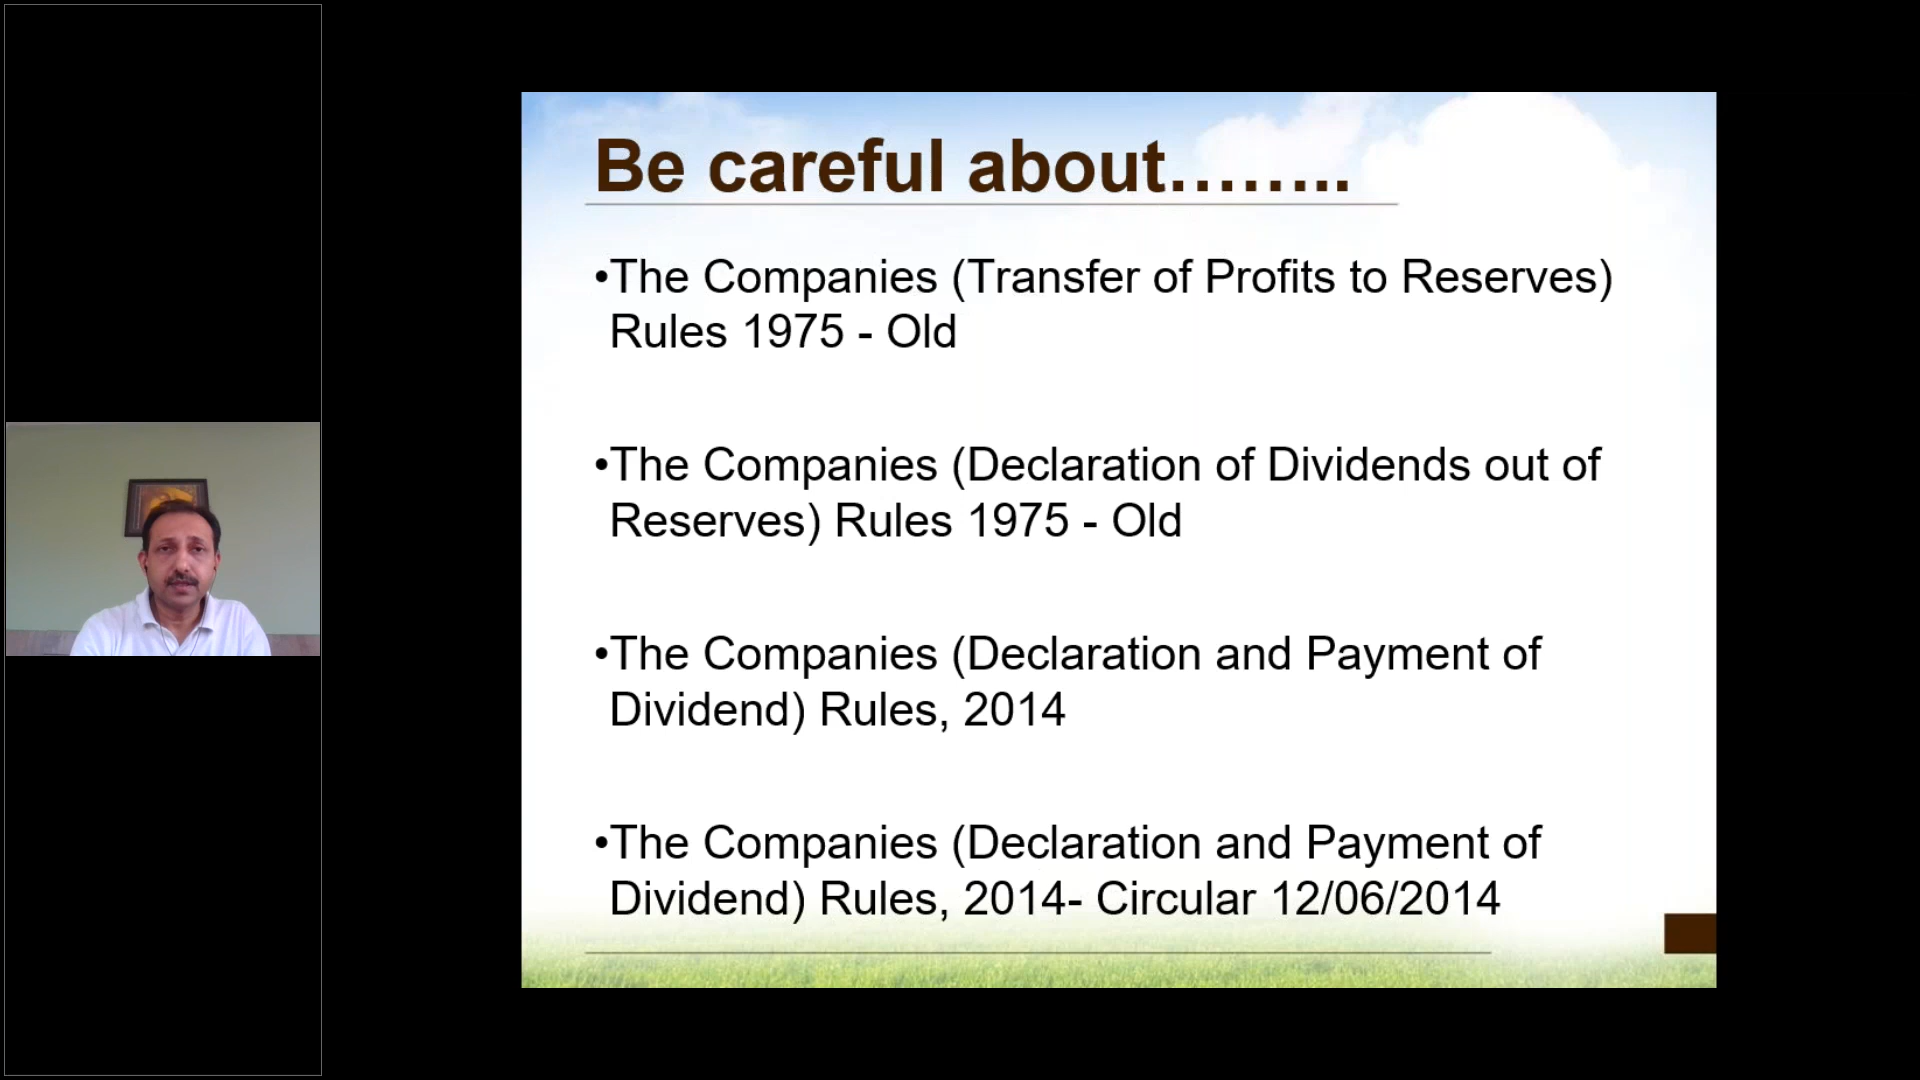 Be careful about……..
•The Companies (Transfer of Profits to Reserves)
Rules 1975 - Old
•The Companies (Declaration of Dividends out of
Reserves) Rules 1975 - Old
•The Companies (Declaration and Payment of
Dividend) Rules, 2014
•The Companies (Declaration and Payment of
Dividend) Rules, 2014- Circular 12/06/2014